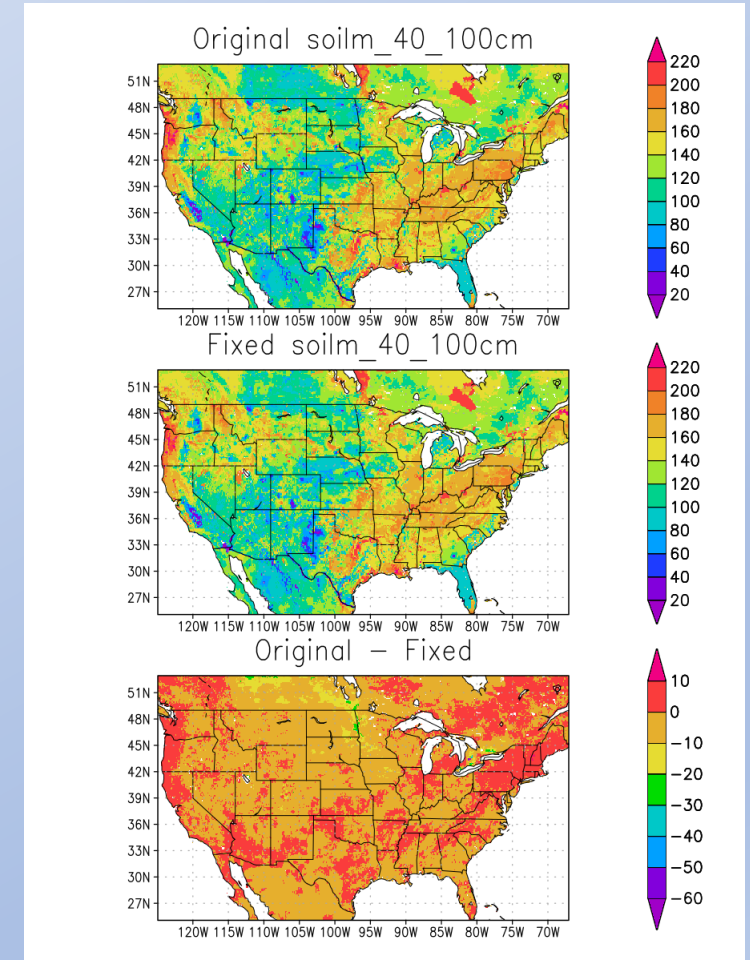 Original soilm_40_100cm
51N
48N
45N
42N
39N
36N
33N
30N
27N
120W 115W 110W 105W 100W 95W 90W 85W 80W 75W 70W
220
200
180
160
140
120
100
80
60
40
20
Fixed soilm_40_100cm
51N
48N
45N
42N
39N
36N
33N
30N
27N
120W 115W 110W 105W 100W 95W 90W 85W 80W 75W 70W
220
200
180
160
140
120
100
80
60
40
20
Original − Fixed
51N
48N
45N
42N
39N
36N
33N
30N
27N
120W 115W 110W 105W 100W 95W 90W 85W 80W 75W 70W
10
0
−10
−20
−30
−40
−50
−60